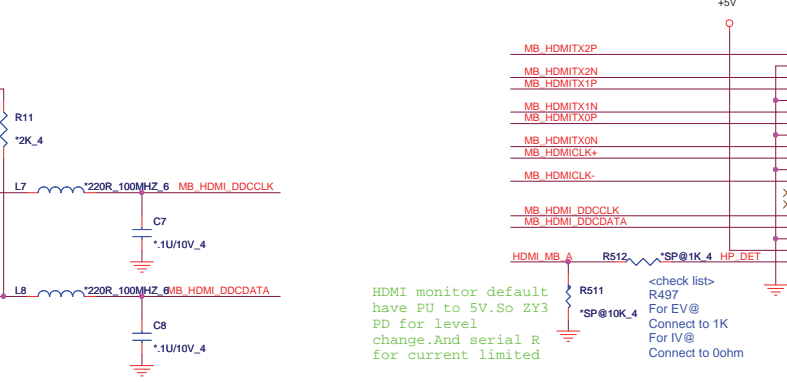 +5V
MB_HDMITX2P
MB_HDMITX2N
MB_HDMITX1P
MB_HDMITX1N
MB_HDMITX0P
MB_HDMITX0N
MB_HDMICLK+
MB_HDMICLK-
MB_HDMI_DDCCLK
MB_HDMI_DDCDATA
R11
*2K_4
L7
*220R_100MHZ_6
MB_HDMI_DDCCLK
C7
*.1U/10V_4
L8
*220R_100MHZ_6
MB_HDMI_DDCDATA
C8
*.1U/10V_4
HDMI_MB_A
R512
*SP@1K_4
HP_DET
R511
*SP@10K_4
HDMI monitor default
have PU to 5V.So ZY3
PD for level
change.And serial R
for current limited
<check list>
R497
For EV@
Connect to 1K
For IV@
Connect to 0ohm